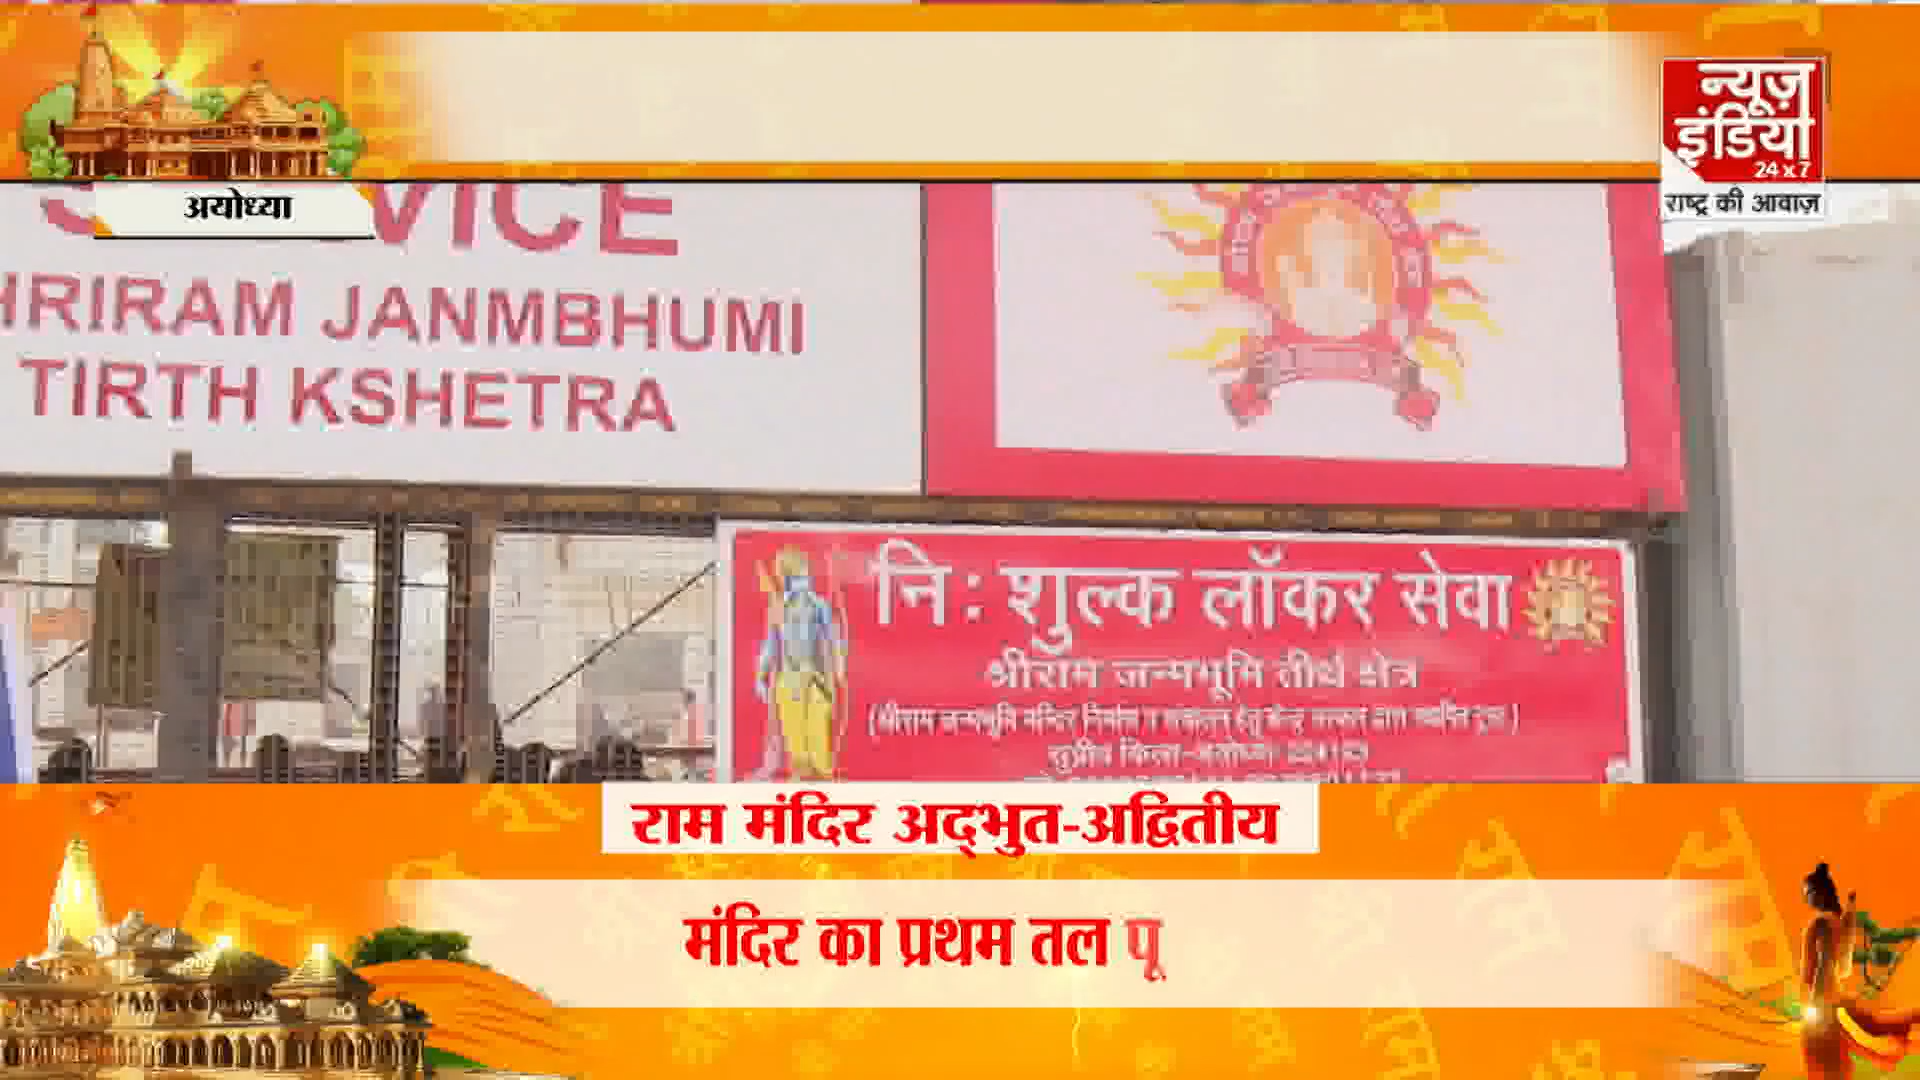 न्यूज़
इंडिया
24x7
राष्ट्र की आवाज़
अयोध्या
VICE
HRIRAM JANMBHUMI
TIRTH KSHETRA
नि: शुल्क लॉकर सेवा
श्रीराम जन्मभूमि तीर्थ क्षेत्र
राम मंदिर अद्भुत-अद्वितीय
मंदिर का प्रथम तल पू